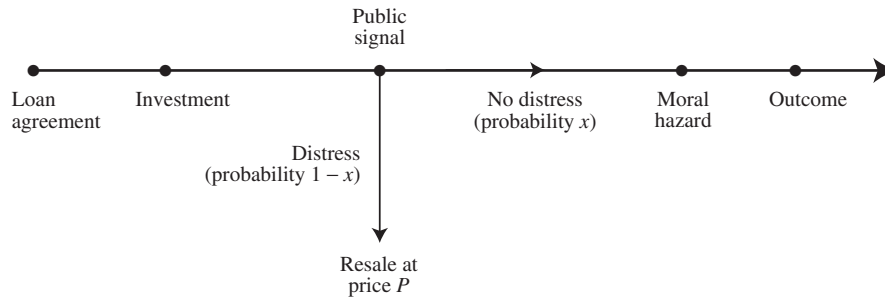 Public
signal
Loan
agreement
Investment
No distress
(probability x)
Moral
hazard
Outcome
Distress
(probability 1 – x)
Resale at
price P